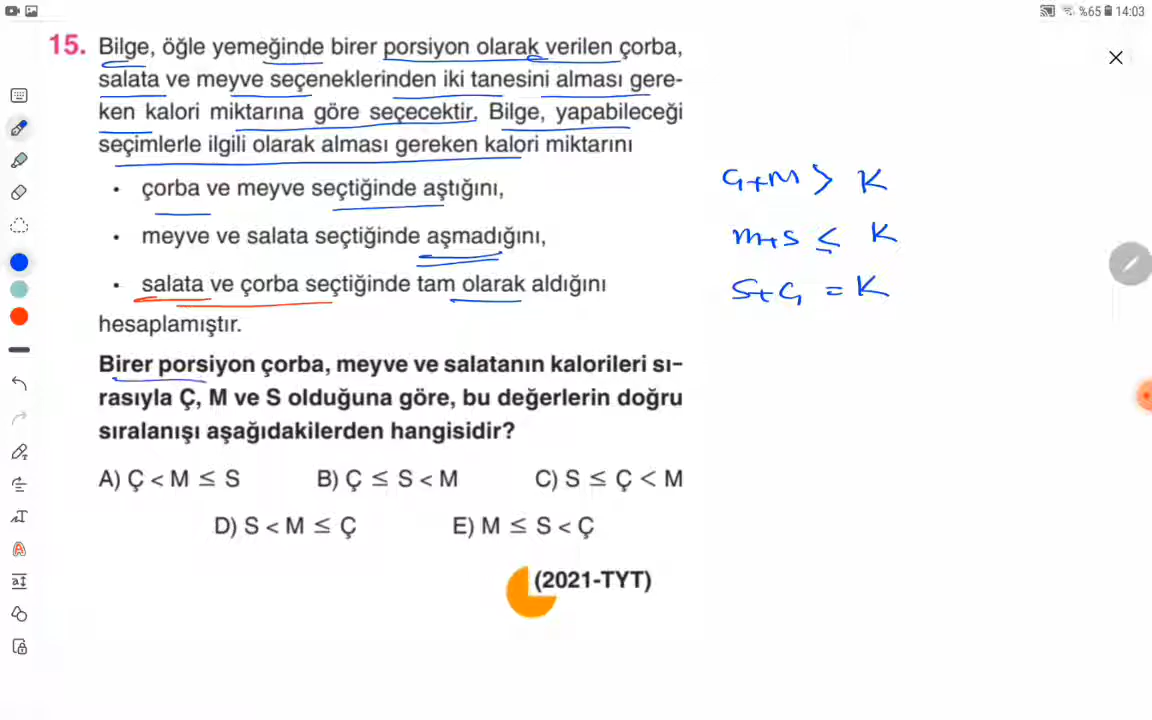 %65 14:03
15. Bilge, öğle yemeğinde birer porsiyon olarak verilen çorba,
salata ve meyve seçeneklerinden iki tanesini alması gere-
ken kalori miktarına göre seçecektir. Bilge, yapabileceği
seçimlerle ilgili olarak alması gereken kalori miktarını
• çorba ve meyve seçtiğinde aştığını,
• meyve ve salata seçtiğinde aşmadığını,
• salata ve çorba seçtiğinde tam olarak aldığını
hesaplamıştır.
Birer porsiyon çorba, meyve ve salatanın kalorileri sı-
rasıyla Ç, M ve S olduğuna göre, bu değerlerin doğru
sıralanışı aşağıdakilerden hangisidir?
A) Ç < M ≤ S B) Ç ≤ S < M C) S ≤ Ç < M
D) S < M ≤ Ç E) M ≤ S < Ç
(2021-TYT)
Ç+M > K
M+S ≤ K
S+Ç = K